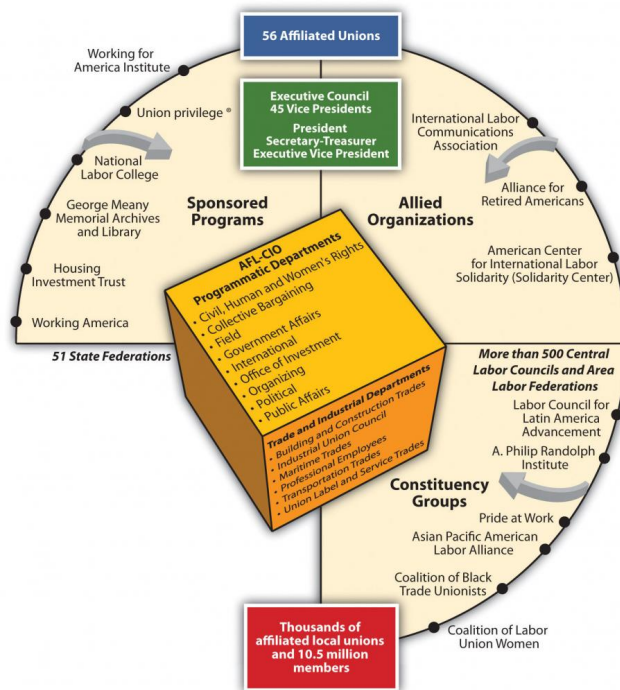 56 Affiliated Unions
Executive Council
45 Vice Presidents
President
Secretary-Treasurer
Executive Vice President
Working for
America Institute
Union privilege ®
National
Labor College
George Meany
Memorial Archives
and Library
Housing
Investment Trust
Working America
Sponsored
Programs
51 State Federations
International Labor
Communications
Association
Alliance for
Retired Americans
American Center
for International Labor
Solidarity (Solidarity Center)
Allied
Organizations
AFL-CIO
Programmatic Departments
• Civil, Human and Women's Rights
• Collective Bargaining
• Field
• Government Affairs
• International
• Office of Investment
• Organizing
• Political
• Public Affairs
Trade and Industrial Departments
• Building and Construction Trades
• Industrial Union Council
• Maritime Trades
• Professional Employees
• Transportation Trades
• Union Label and Service Trades
More than 500 Central
Labor Councils and Area
Labor Federations
Labor Council for
Latin America
Advancement
A. Philip Randolph
Institute
Constituency
Groups
Pride at Work
Asian Pacific American
Labor Alliance
Coalition of Black
Trade Unionists
Coalition of Labor
Union Women
Thousands of
affiliated local unions
and 10.5 million
members